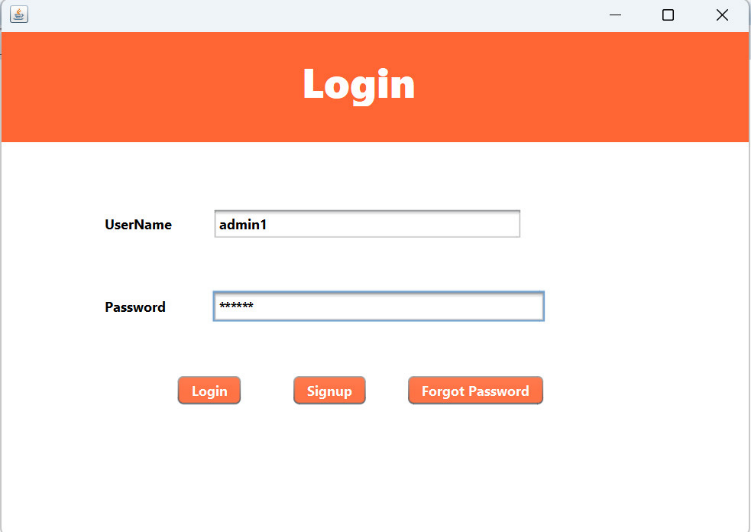 Login
UserName admin1
Password ******
Login Signup Forgot Password